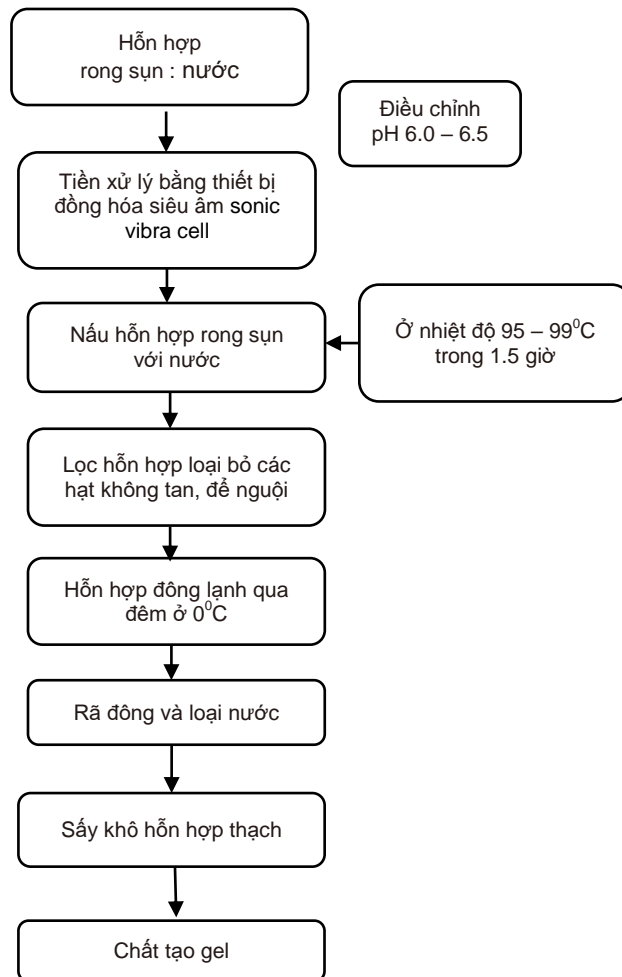 Hỗn hợp
rong sụn : nước
Điều chỉnh
pH 6.0 – 6.5
Tiền xử lý bằng thiết bị
đồng hóa siêu âm sonic
vibra cell
Nấu hỗn hợp rong sụn
với nước
Ở nhiệt độ 95 – 99⁰C
trong 1.5 giờ
Lọc hỗn hợp loại bỏ các
hạt không tan, để nguội
Hỗn hợp đông lạnh qua
đêm ở 0⁰C
Rã đông và loại nước
Sấy khô hỗn hợp thạch
Chất tạo gel